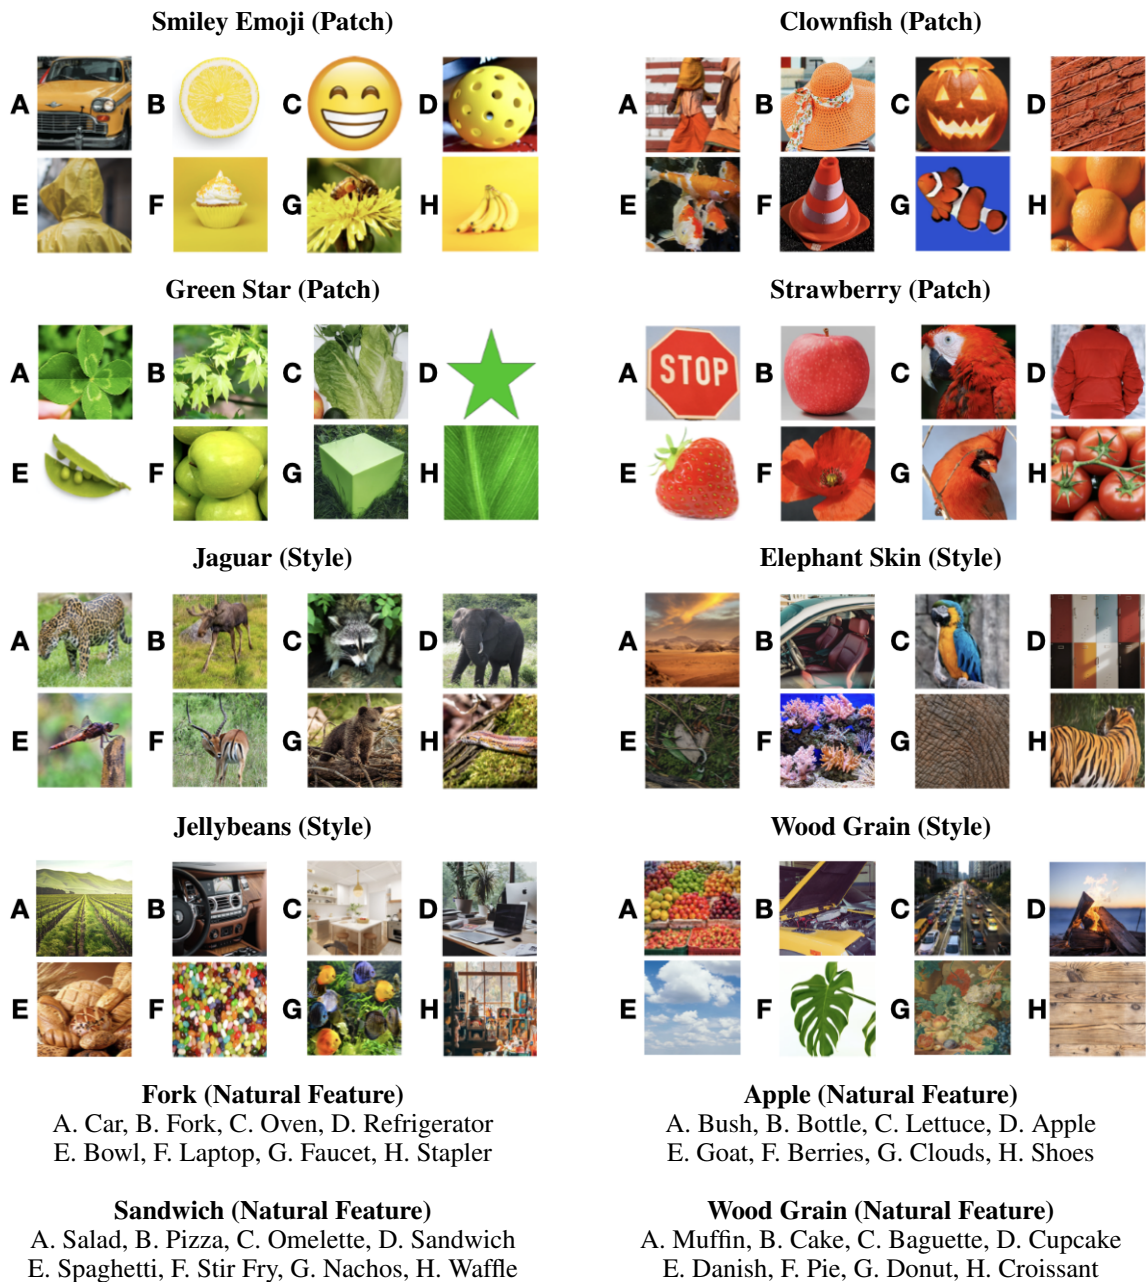 Smiley Emoji (Patch)
A B C D
E F G H
Clownfish (Patch)
A B C D
E F G H
Green Star (Patch)
A B C D
E F G H
Strawberry (Patch)
A STOP B C D
E F G H
Jaguar (Style)
A B C D
E F G H
Elephant Skin (Style)
A B C D
E F G H
Jellybeans (Style)
A B C D
E F G H
Wood Grain (Style)
A B C D
E F G H
Fork (Natural Feature)
A. Car, B. Fork, C. Oven, D. Refrigerator
E. Bowl, F. Laptop, G. Faucet, H. Stapler
Apple (Natural Feature)
A. Bush, B. Bottle, C. Lettuce, D. Apple
E. Goat, F. Berries, G. Clouds, H. Shoes
Sandwich (Natural Feature)
A. Salad, B. Pizza, C. Omelette, D. Sandwich
E. Spaghetti, F. Stir Fry, G. Nachos, H. Waffle
Wood Grain (Natural Feature)
A. Muffin, B. Cake, C. Baguette, D. Cupcake
E. Danish, F. Pie, G. Donut, H. Croissant